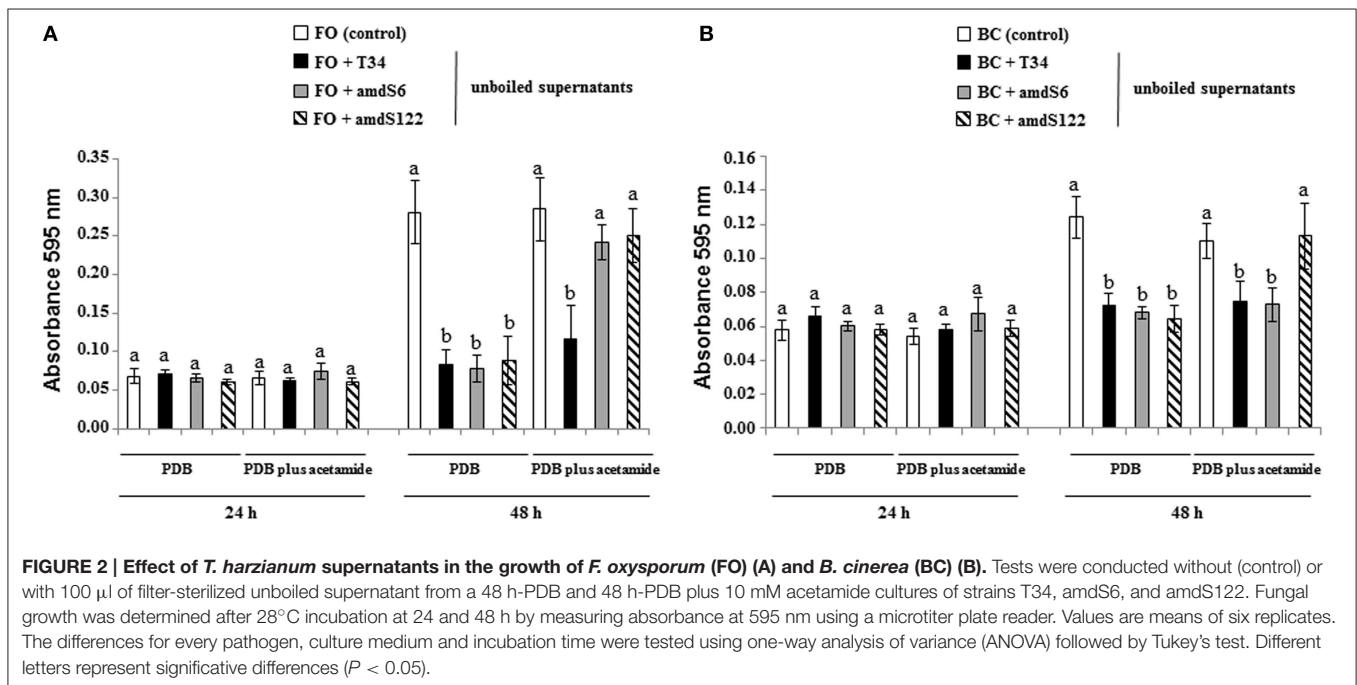 A
FO (control)
FO + T34
FO + amdS6
FO + amdS122
unboiled supernatants
Absorbance 595 nm
0.35
0.30
0.25
0.20
0.15
0.10
0.05
0.00
a a a a a a a a a b b b a b a a
PDB
PDB plus acetamide
PDB
PDB plus acetamide
24 h
48 h
B
BC (control)
BC + T34
BC + amdS6
BC + amdS122
unboiled supernatants
Absorbance 595 nm
0.16
0.14
0.12
0.10
0.08
0.06
0.04
0.02
0.00
a a a a a a a a a b b b a b b a
PDB
PDB plus acetamide
PDB
PDB plus acetamide
24 h
48 h
FIGURE 2 | Effect of T. harzianum supernatants in the growth of F. oxysporum (FO) (A) and B. cinerea (BC) (B). Tests were conducted without (control) or
with 100 μl of filter-sterilized unboiled supernatant from a 48 h-PDB and 48 h-PDB plus 10 mM acetamide cultures of strains T34, amdS6, and amdS122. Fungal
growth was determined after 28°C incubation at 24 and 48 h by measuring absorbance at 595 nm using a microtiter plate reader. Values are means of six replicates.
The differences for every pathogen, culture medium and incubation time were tested using one-way analysis of variance (ANOVA) followed by Tukey's test. Different
letters represent significative differences (P < 0.05).